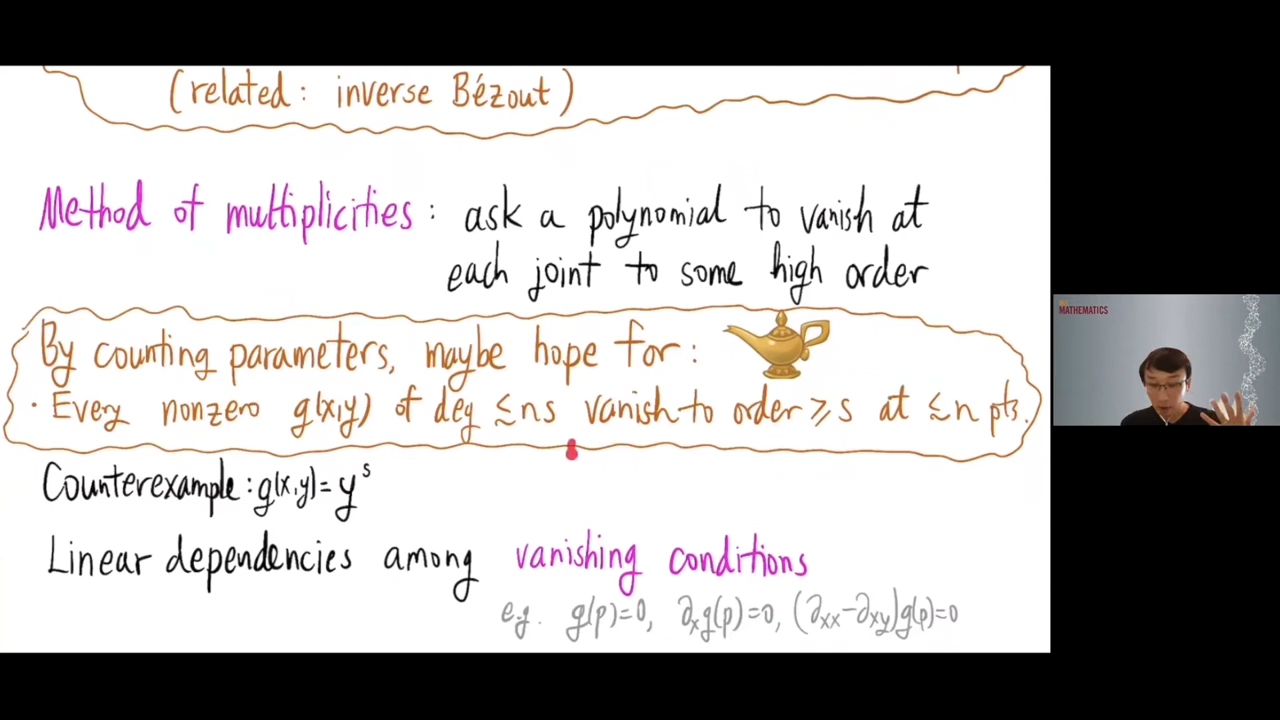 (related: inverse Bézout)
Method of multiplicities: ask a polynomial to vanish at
each joint to some high order
By counting parameters, maybe hope for:
· Every nonzero g(x,y) of deg ≲ ns vanish to order ≥ s at ≲ n pts.
Counterexample: g(x,y) = y^s
Linear dependencies among vanishing conditions
e.g. g(p)=0, ∂ₓg(p)=0, (∂ₓₓ-∂ₓᵧ)g(p)=0
MATHEMATICS